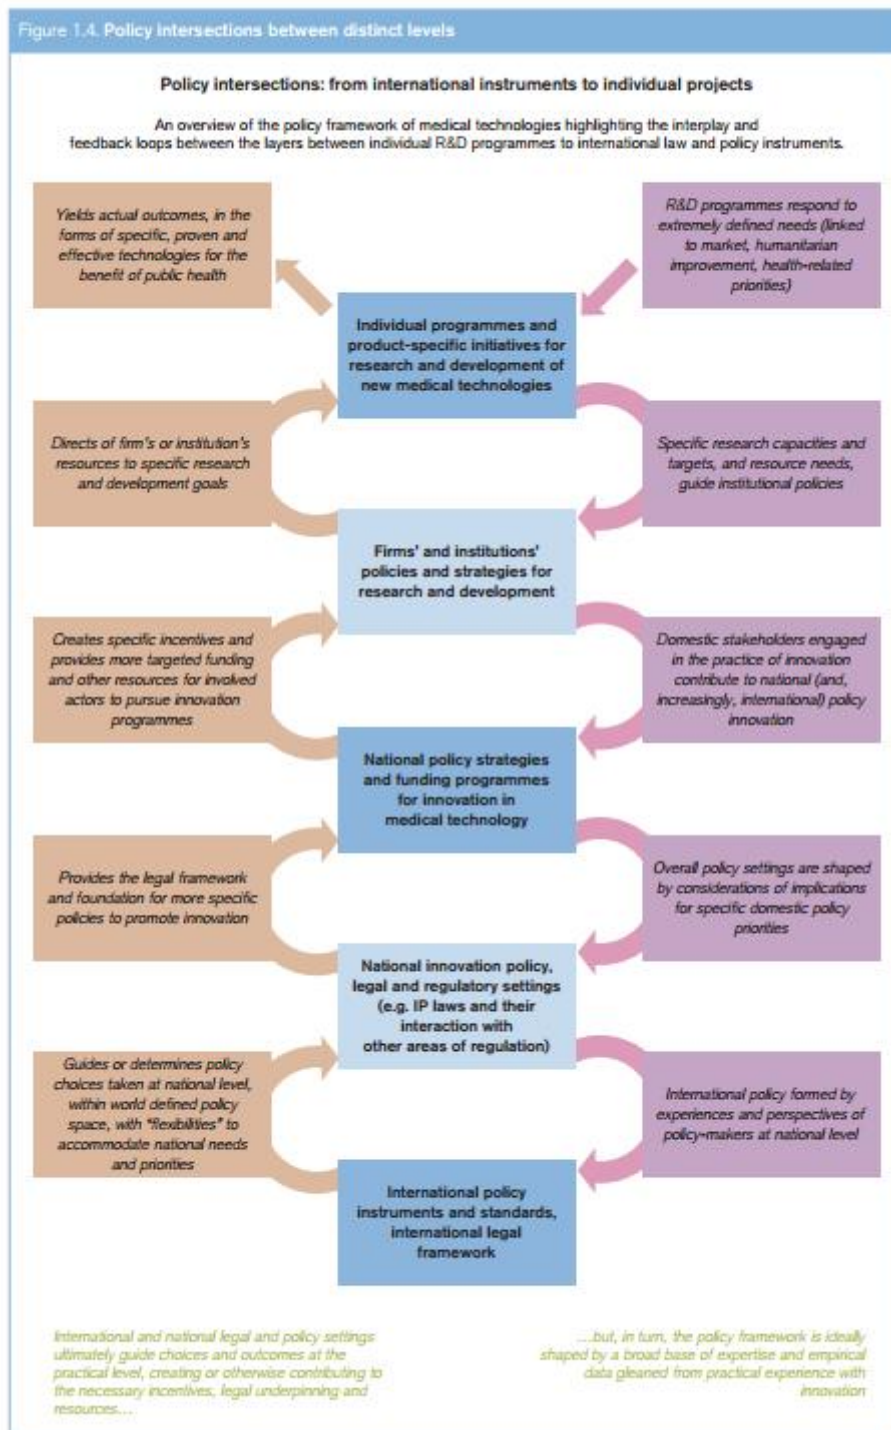 Figure 1.4. Policy intersections between distinct levels
Policy intersections: from international instruments to individual projects
An overview of the policy framework of medical technologies highlighting the interplay and
feedback loops between the layers between individual R&D programmes to international law and policy instruments.
Yields actual outcomes, in the
forms of specific, proven and
effective technologies for the
benefit of public health
R&D programmes respond to
extremely defined needs (linked
to market, humanitarian
improvement, health-related
priorities)
Individual programmes and
product-specific initiatives for
research and development of
new medical technologies
Directs of firm's or institution's
resources to specific research
and development goals
Specific research capacities and
targets, and resource needs,
guide institutional policies
Firms' and institutions'
policies and strategies for
research and development
Creates specific incentives and
provides more targeted funding
and other resources for involved
actors to pursue innovation
programmes
Domestic stakeholders engaged
in the practice of innovation
contribute to national (and,
increasingly, international) policy
innovation
National policy strategies
and funding programmes
for innovation in
medical technology
Provides the legal framework
and foundation for more specific
policies to promote innovation
Overall policy settings are shaped
by considerations of implications
for specific domestic policy
priorities
National innovation policy,
legal and regulatory settings
(e.g. IP laws and their
interaction with
other areas of regulation)
Guides or determines policy
choices taken at national level,
within world defined policy
space, with "flexibilities" to
accommodate national needs
and priorities
International policy formed by
experiences and perspectives of
policy-makers at national level
International policy
instruments and standards,
international legal
framework
International and national legal and policy settings
ultimately guide choices and outcomes at the
practical level, creating or otherwise contributing to
the necessary incentives, legal underpinning and
resources…
…but, in turn, the policy framework is ideally
shaped by a broad base of expertise and empirical
data gleaned from practical experience with
innovation